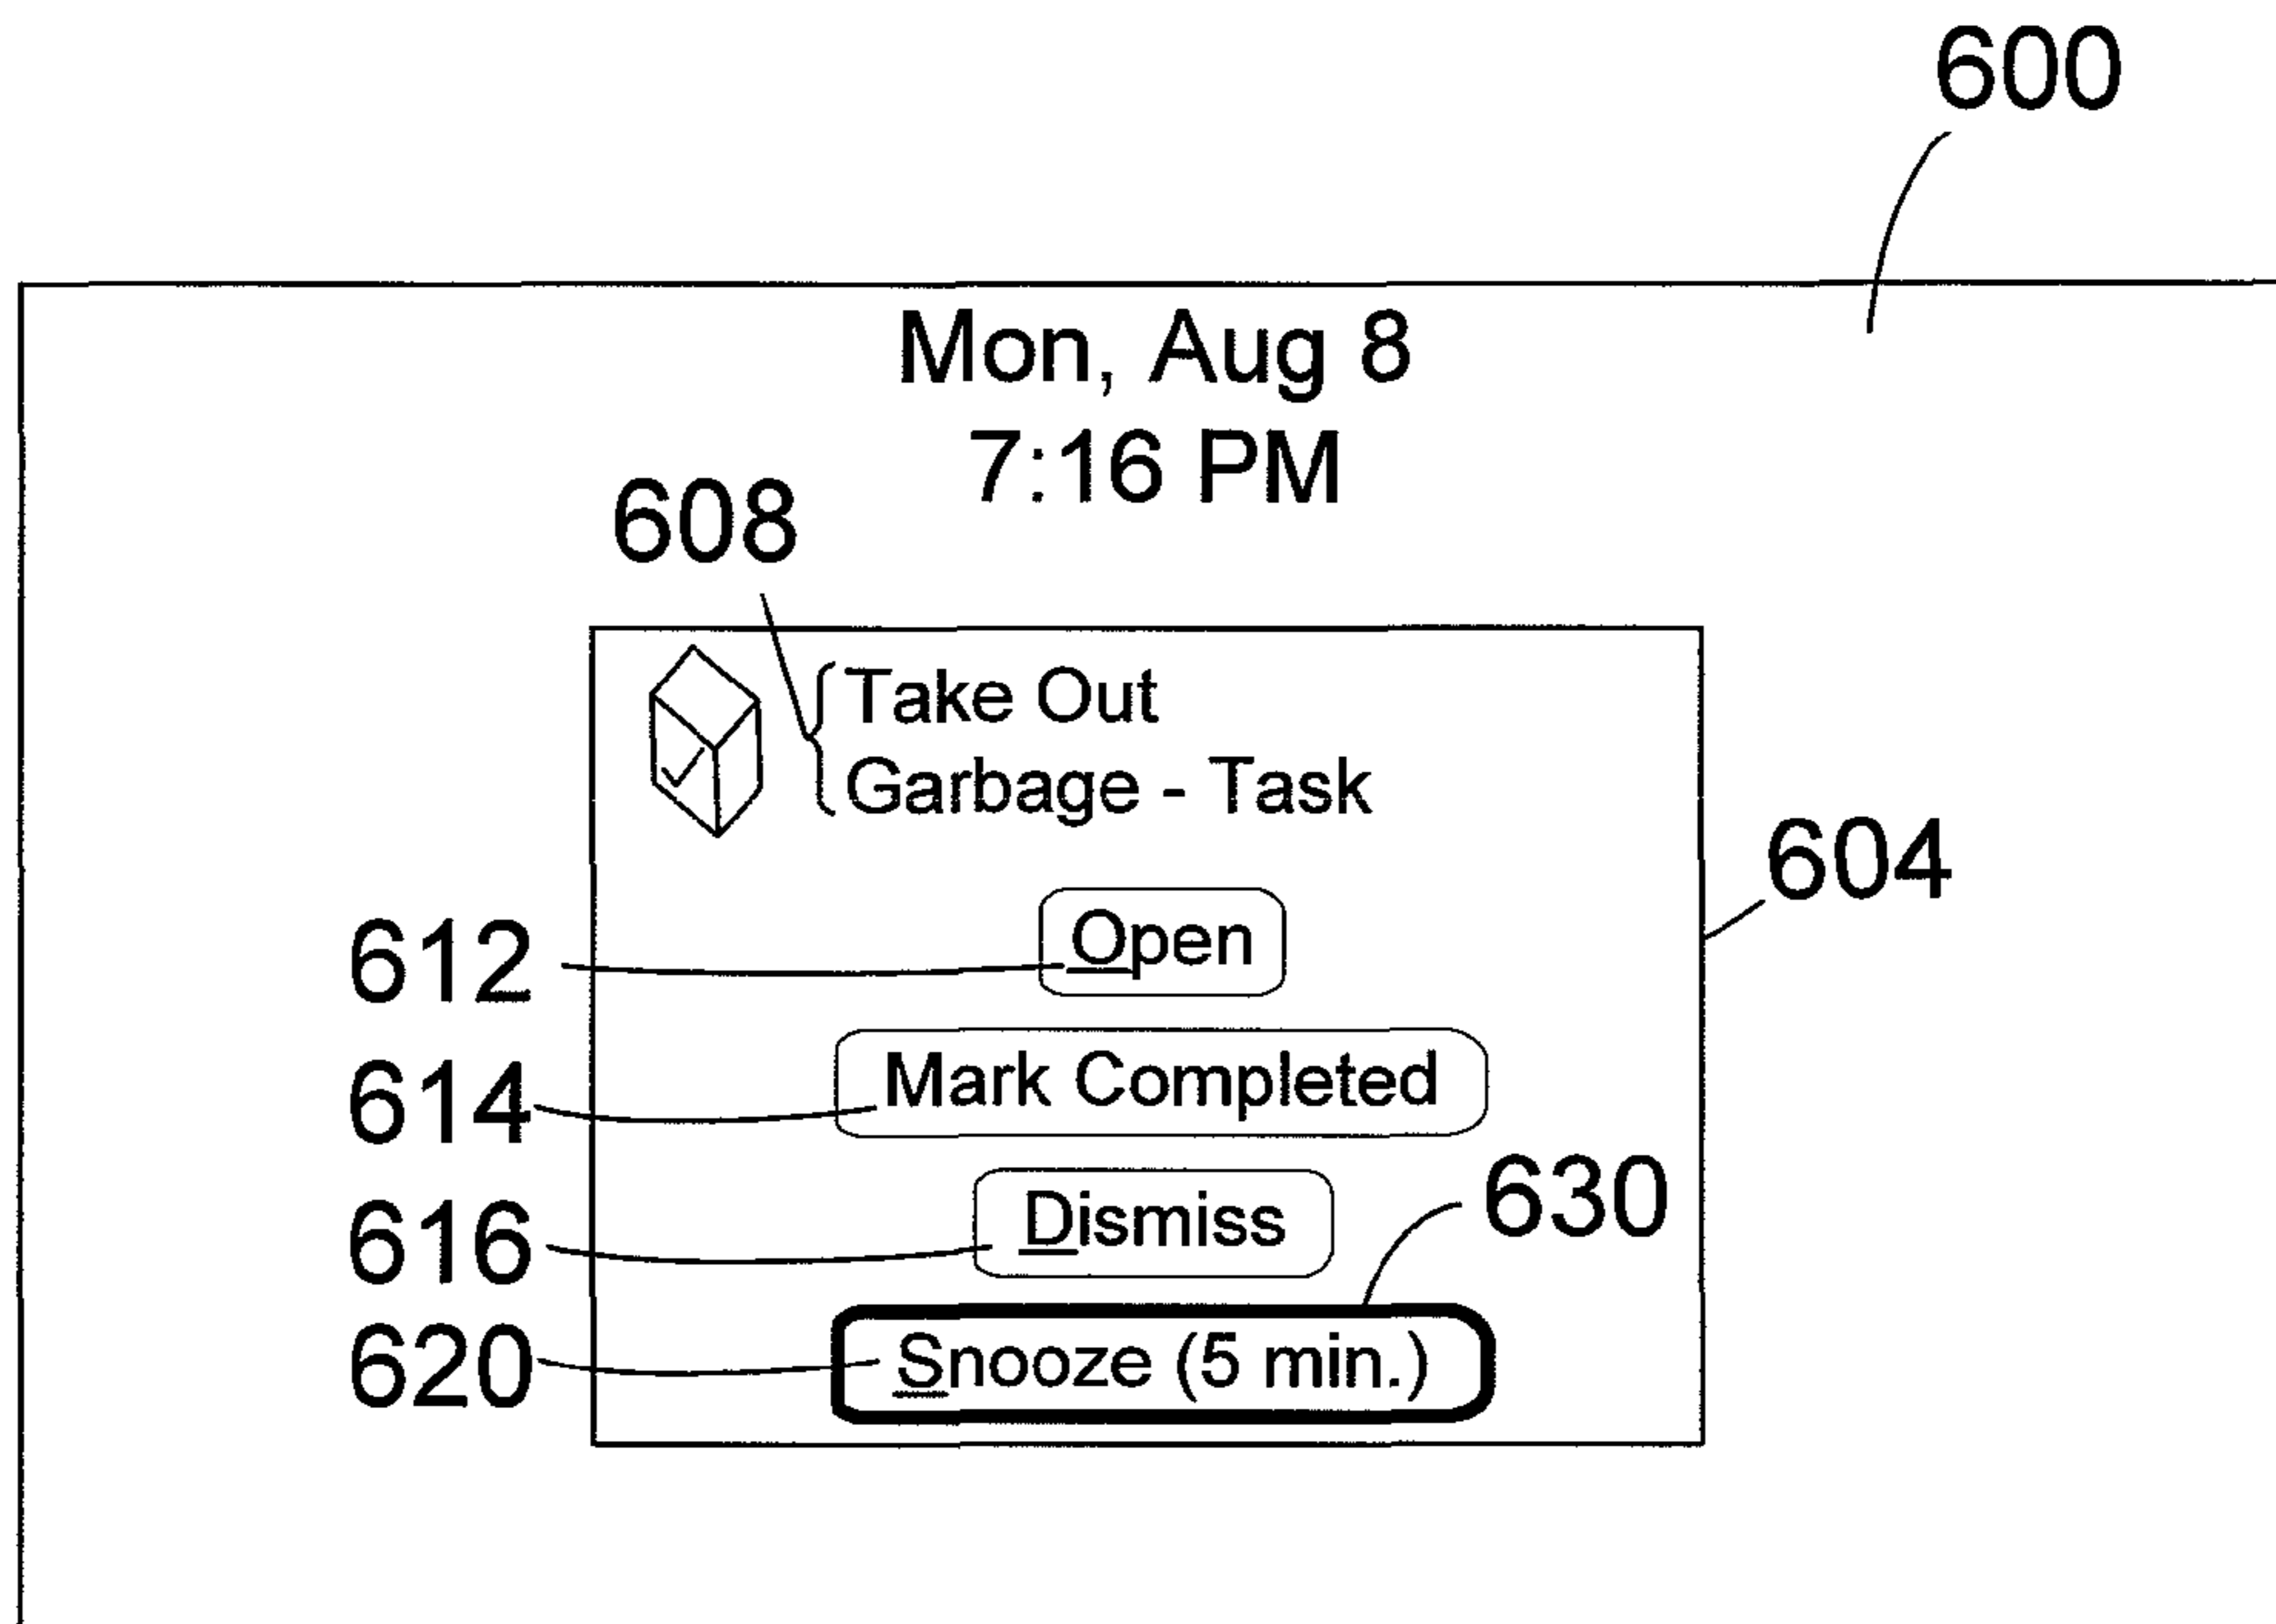 600
Mon, Aug 8
7:16 PM
608
Take Out
Garbage - Task
604
612
Open
614
Mark Completed
616
Dismiss
630
620
Snooze (5 min.)